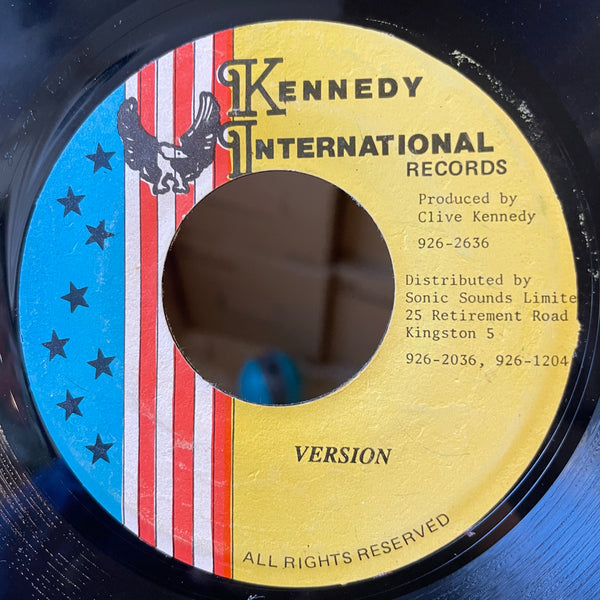 KENNEDY
INTERNATIONAL
RECORDS
Produced by
Clive Kennedy
926-2636
Distributed by
Sonic Sounds Limite
25 Retirement Road
Kingston 5
926-2036, 926-1204
VERSION
ALL RIGHTS RESERVED